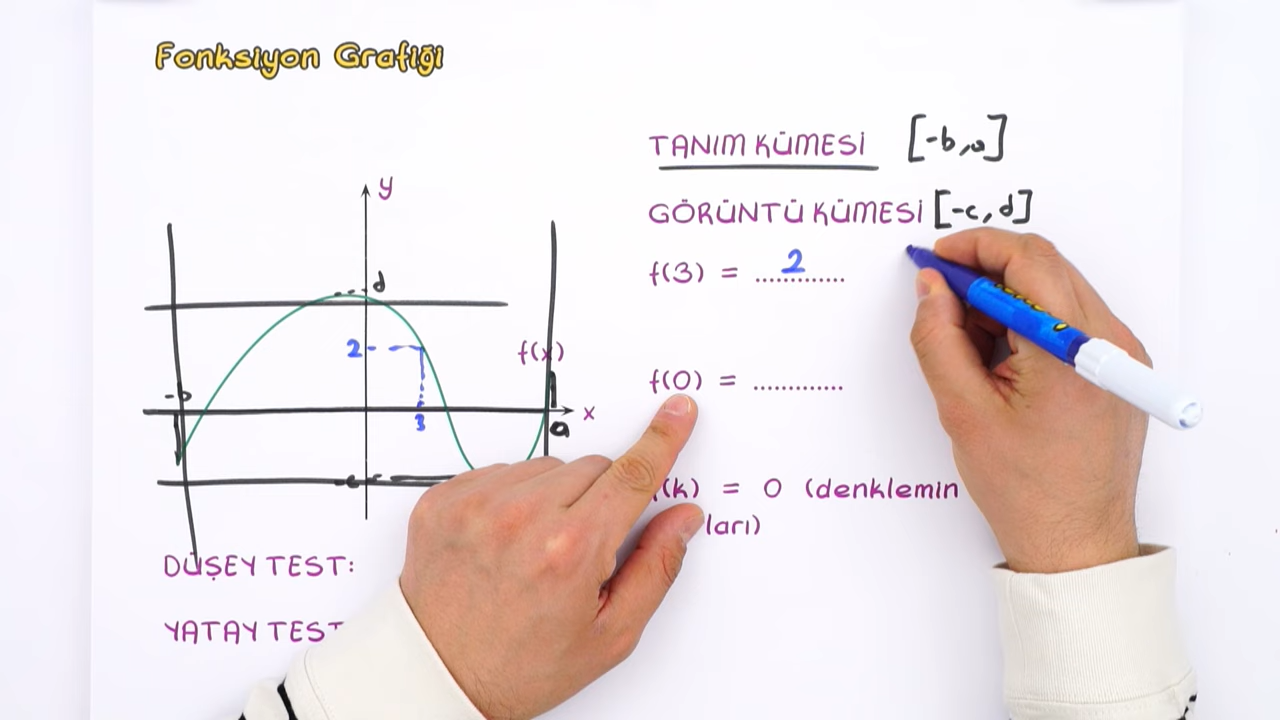 Fonksiyon Grafiği
TANIM KÜMESİ [-b, a]
GÖRÜNTÜ KÜMESİ [-c, d]
f(3) = ............. 2
f(0) = .............
(k) = 0 (denklemin
ları)
y
d
2
f(x)
-b
x
3
a
-c
DÜŞEY TEST:
YATAY TEST